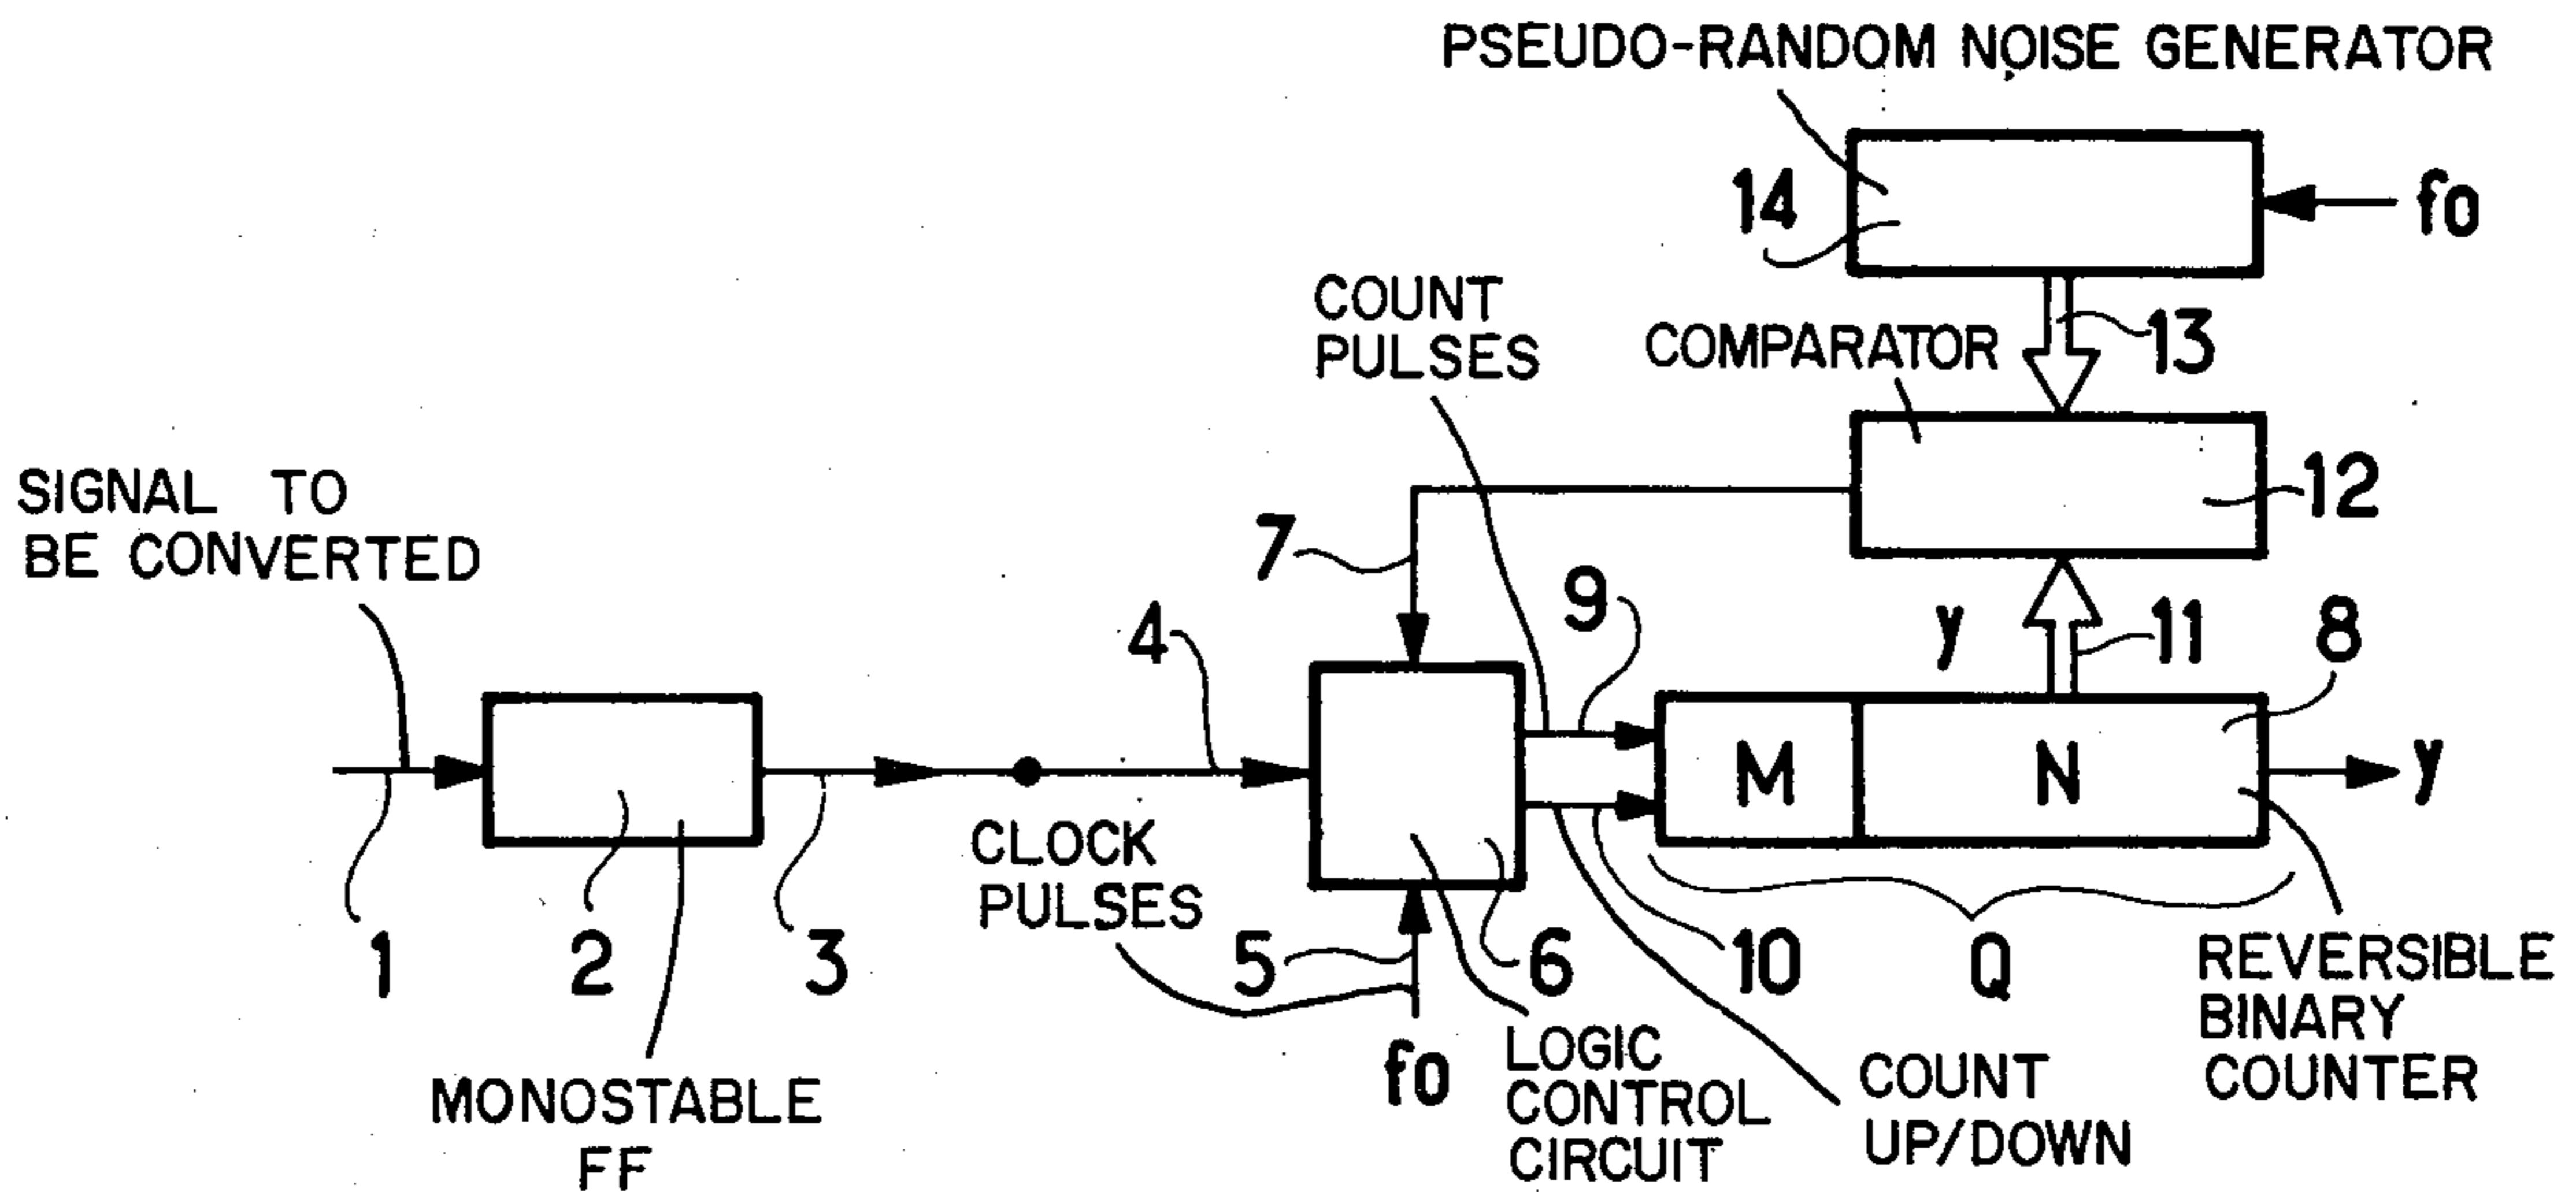 PSEUDO-RANDOM NOISE GENERATOR
14
fo
COUNT
PULSES
COMPARATOR
13
SIGNAL TO
BE CONVERTED
7
12
4
9
y
11
8
M
N
y
CLOCK
PULSES
1
2
3
5
6
10
Q
REVERSIBLE
BINARY
COUNTER
fo
LOGIC
CONTROL
CIRCUIT
COUNT
UP/DOWN
MONOSTABLE
FF